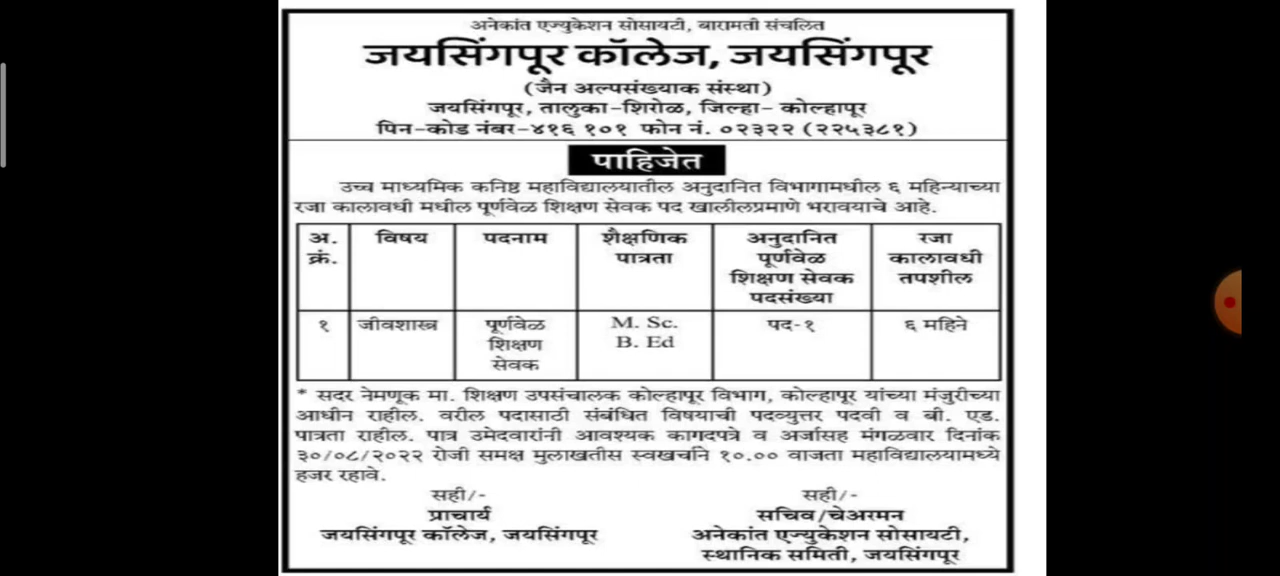 अनेकांत एज्युकेशन सोसायटी, बारामती संचलित
जयसिंगपूर कॉलेज, जयसिंगपूर
(जैन अल्पसंख्याक संस्था)
जयसिंगपूर, तालुका-शिरोळ, जिल्हा- कोल्हापूर
पिन-कोड नंबर-४१६ १०१ फोन नं. ०२३२२ (२२५३८१)
पाहिजेत
उच्च माध्यमिक कनिष्ठ महाविद्यालयातील अनुदानित विभागामधील ६ महिन्याच्या
रजा कालावधी मधील पूर्णवेळ शिक्षण सेवक पद खालीलप्रमाणे भरावयाचे आहे.
अ. क्रं. विषय पदनाम शैक्षणिक पात्रता अनुदानित पूर्णवेळ शिक्षण सेवक पदसंख्या रजा कालावधी तपशील
१ जीवशास्त्र पूर्णवेळ शिक्षण सेवक M. Sc. B. Ed पद-१ ६ महिने
* सदर नेमणूक मा. शिक्षण उपसंचालक कोल्हापूर विभाग, कोल्हापूर यांच्या मंजुरीच्या
आधीन राहील. वरील पदासाठी संबंधित विषयाची पदव्युत्तर पदवी व बी. एड.
पात्रता राहील. पात्र उमेदवारांनी आवश्यक कागदपत्रे व अर्जासह मंगळवार दिनांक
३०/०८/२०२२ रोजी समक्ष मुलाखतीस स्वखर्चाने १०.०० वाजता महाविद्यालयामध्ये
हजर रहावे.
सही/- सही/-
प्राचार्य सचिव/चेअरमन
जयसिंगपूर कॉलेज, जयसिंगपूर अनेकांत एज्युकेशन सोसायटी,
स्थानिक समिती, जयसिंगपूर